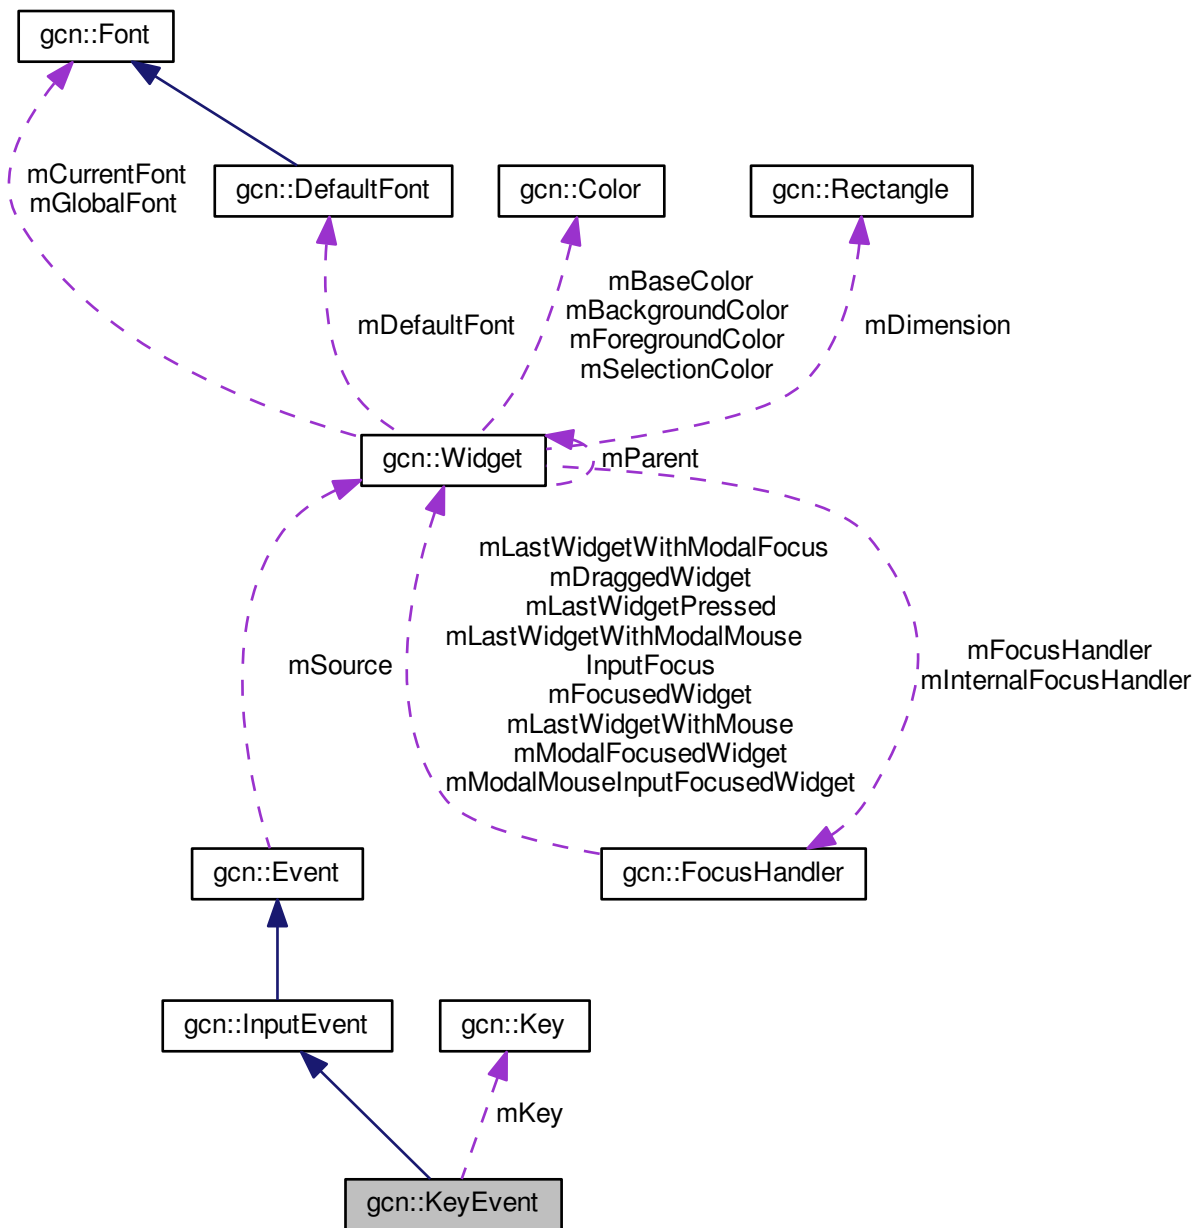 gcn::Font
mCurrentFont
mGlobalFont
gcn::DefaultFont
gcn::Color
gcn::Rectangle
mDefaultFont
mBaseColor
mBackgroundColor
mForegroundColor
mSelectionColor
mDimension
gcn::Widget
mParent
mSource
mLastWidgetWithModalFocus
mDraggedWidget
mLastWidgetPressed
mLastWidgetWithModalMouse
InputFocus
mFocusedWidget
mLastWidgetWithMouse
mModalFocusedWidget
mModalMouseInputFocusedWidget
mFocusHandler
mInternalFocusHandler
gcn::Event
gcn::FocusHandler
gcn::InputEvent
gcn::Key
mKey
gcn::KeyEvent